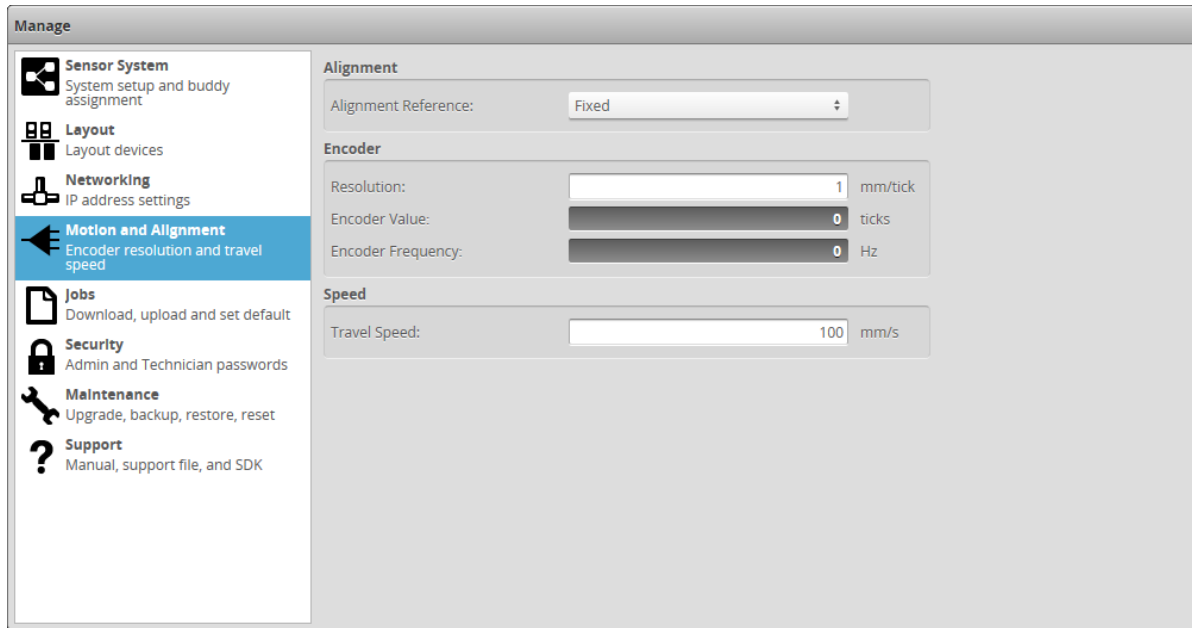 Manage
Sensor System
System setup and buddy
assignment
Layout
Layout devices
Networking
IP address settings
Motion and Alignment
Encoder resolution and travel
speed
Jobs
Download, upload and set default
Security
Admin and Technician passwords
Maintenance
Upgrade, backup, restore, reset
Support
Manual, support file, and SDK
Alignment
Alignment Reference: Fixed
Encoder
Resolution: 1 mm/tick
Encoder Value: 0 ticks
Encoder Frequency: 0 Hz
Speed
Travel Speed: 100 mm/s